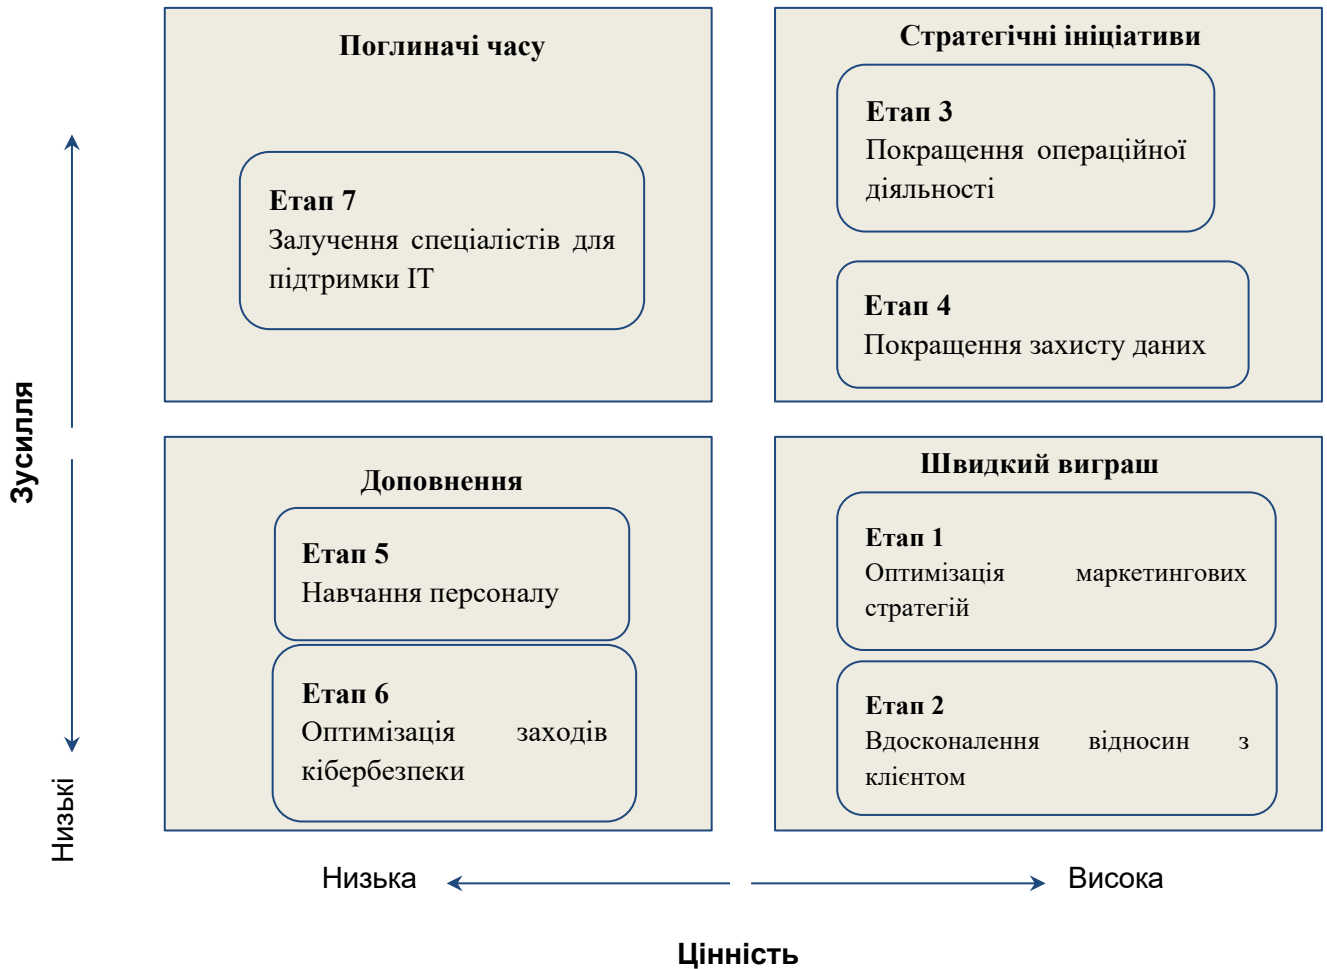 Поглиначі часу
Етап 7
Залучення спеціалістів для
підтримки ІТ
Стратегічні ініціативи
Етап 3
Покращення операційної
діяльності
Етап 4
Покращення захисту даних
Зусилля
Доповнення
Етап 5
Навчання персоналу
Етап 6
Оптимізація заходів
кібербезпеки
Швидкий виграш
Етап 1
Оптимізація маркетингових
стратегій
Етап 2
Вдосконалення відносин з
клієнтом
Низькі
Низька
Висока
Цінність